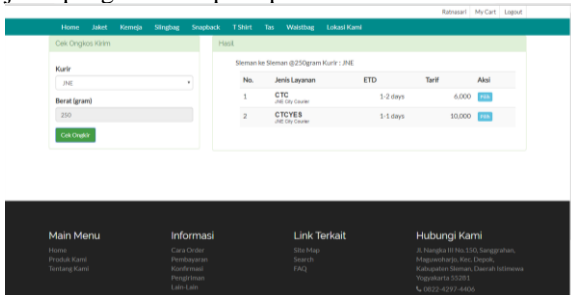 Ratnasari My Cart Logout
Home Jaket Kemeja Slingbag Snapback T Shirt Tas Waistbag Lokasi Kami
Cek Ongkos Kirim
Kurir
JNE
Berat (gram)
250
Cek Ongkir
Hasil
Sleman ke Sleman @250gram Kurir : JNE
No. Jenis Layanan ETD Tarif Aksi
1 CTC 1-2 days 6,000 Pilih
JNE City Courier
2 CTCYES 1-1 days 10,000 Pilih
JNE City Courier
Main Menu
Home
Produk Kami
Tentang Kami
Informasi
Cara Order
Pembayaran
Konfirmasi
Pengiriman
Lain-Lain
Link Terkait
Site Map
Search
FAQ
Hubungi Kami
Jl. Nangka III No.150, Sanggrahan,
Maguwoharjo, Kec. Depok,
Kabupaten Sleman, Daerah Istimewa
Yogyakarta 55281
0822-4297-4406